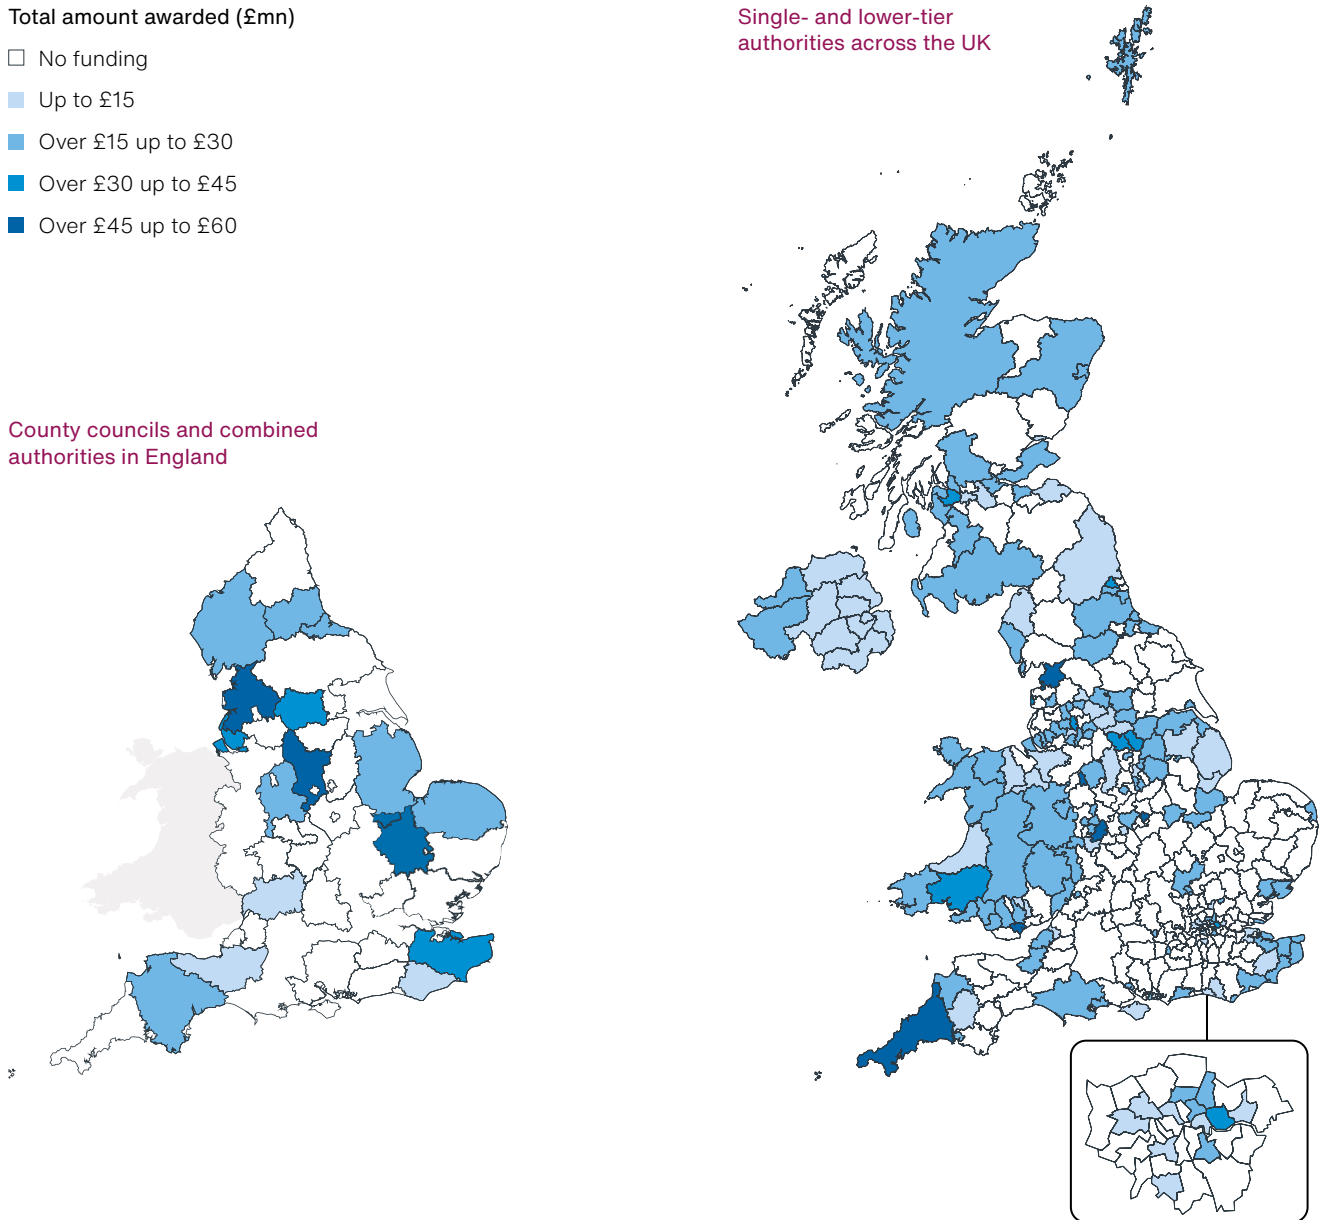 Total amount awarded (£mn)
No funding
Up to £15
Over £15 up to £30
Over £30 up to £45
Over £45 up to £60
Single- and lower-tier
authorities across the UK
County councils and combined
authorities in England